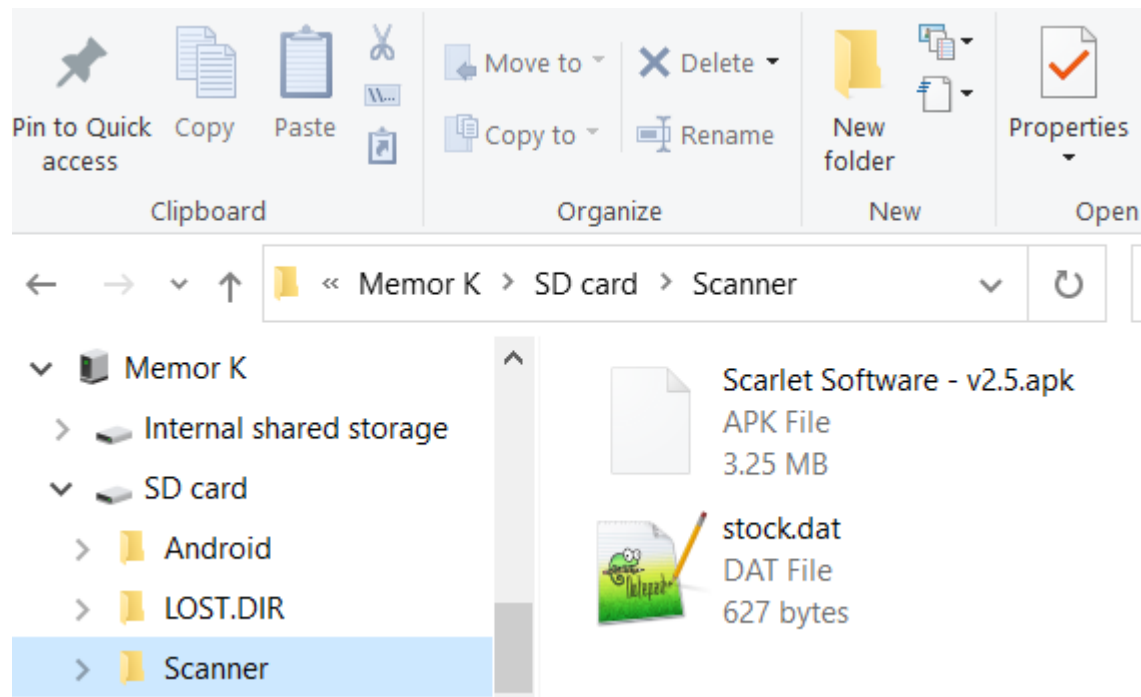 Pin to Quick
access
Copy
Paste
Move to
Copy to
Delete
Rename
New
folder
Properties
Clipboard
Organize
New
Open
« Memor K > SD card > Scanner
Memor K
Internal shared storage
SD card
Android
LOST.DIR
Scanner
Scarlet Software - v2.5.apk
APK File
3.25 MB
stock.dat
DAT File
627 bytes